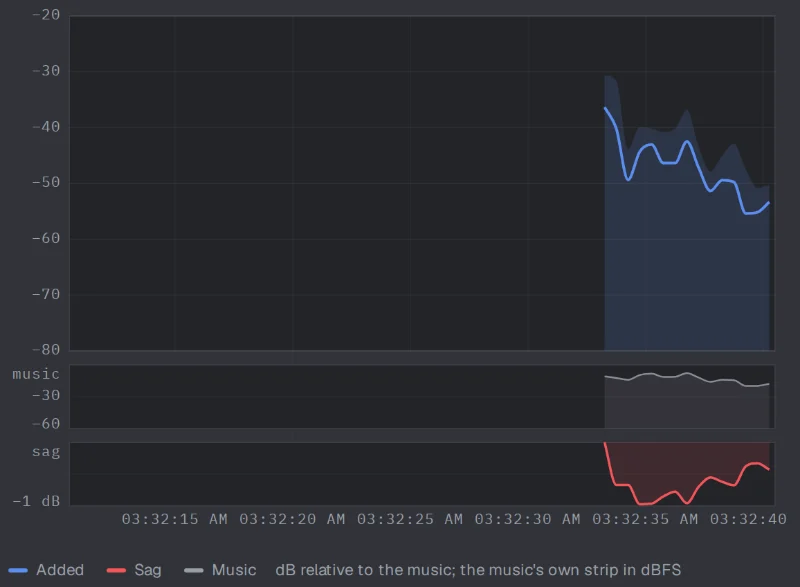 −20
−30
−40
−50
−60
−70
−80
music
−30
−60
sag
−1 dB
03:32:15 AM 03:32:20 AM 03:32:25 AM 03:32:30 AM 03:32:35 AM 03:32:40
Added Sag Music dB relative to the music; the music's own strip in dBFS